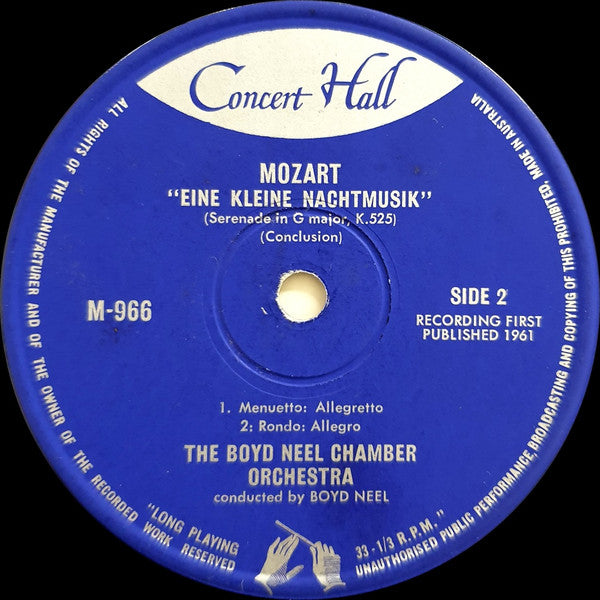 Concert Hall
MOZART
"EINE KLEINE NACHTMUSIK"
(Serenade in G major, K.525)
(Conclusion)
M-966
SIDE 2
RECORDING FIRST
PUBLISHED 1961
1. Menuetto: Allegretto
2: Rondo: Allegro
THE BOYD NEEL CHAMBER
ORCHESTRA
conducted by BOYD NEEL
"LONG PLAYING
33-1/3 R.P.M."
ALL RIGHTS OF THE MANUFACTURER AND OF THE OWNER OF THE RECORDED WORK RESERVED
UNAUTHORISED PUBLIC PERFORMANCE, BROADCASTING AND COPYING OF THIS PROHIBITED, MADE IN AUSTRALIA